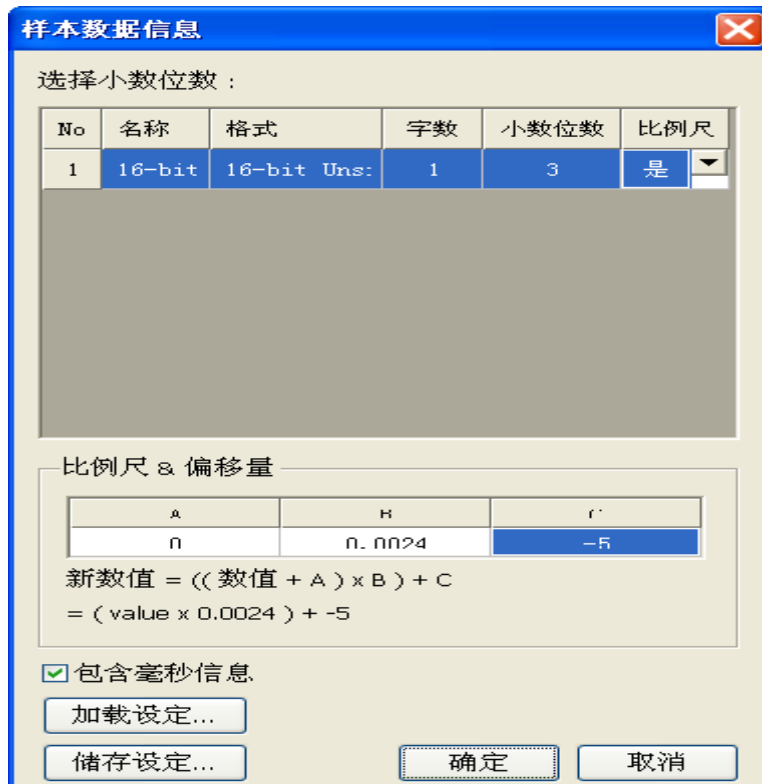 样本数据信息
选择小数位数：
No 名称 格式 字数 小数位数 比例尺
1 16-bit 16-bit Uns: 1 3 是
比例尺 & 偏移量
A B C
0 0.0024 -5
新数值 = (( 数值 + A ) x B ) + C
= ( value x 0.0024 ) + -5
包含毫秒信息
加载设定...
储存设定... 确定 取消